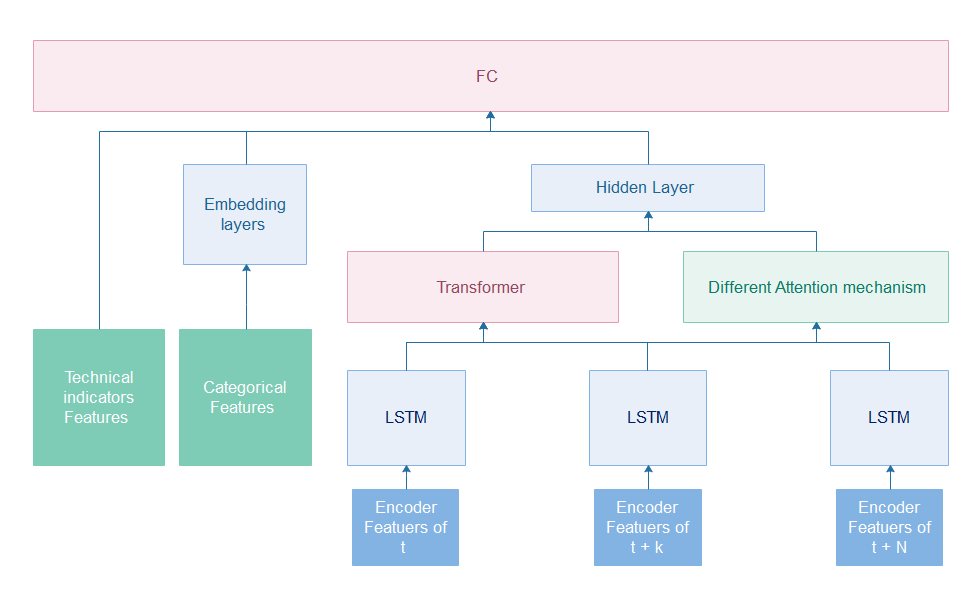 FC
Embedding
layers
Hidden Layer
Transformer
Different Attention mechanism
Technical
indicators
Features
Categorical
Features
LSTM
LSTM
LSTM
Encoder
Featuers of
t
Encoder
Featuers of
t + k
Encoder
Featuers of
t + N